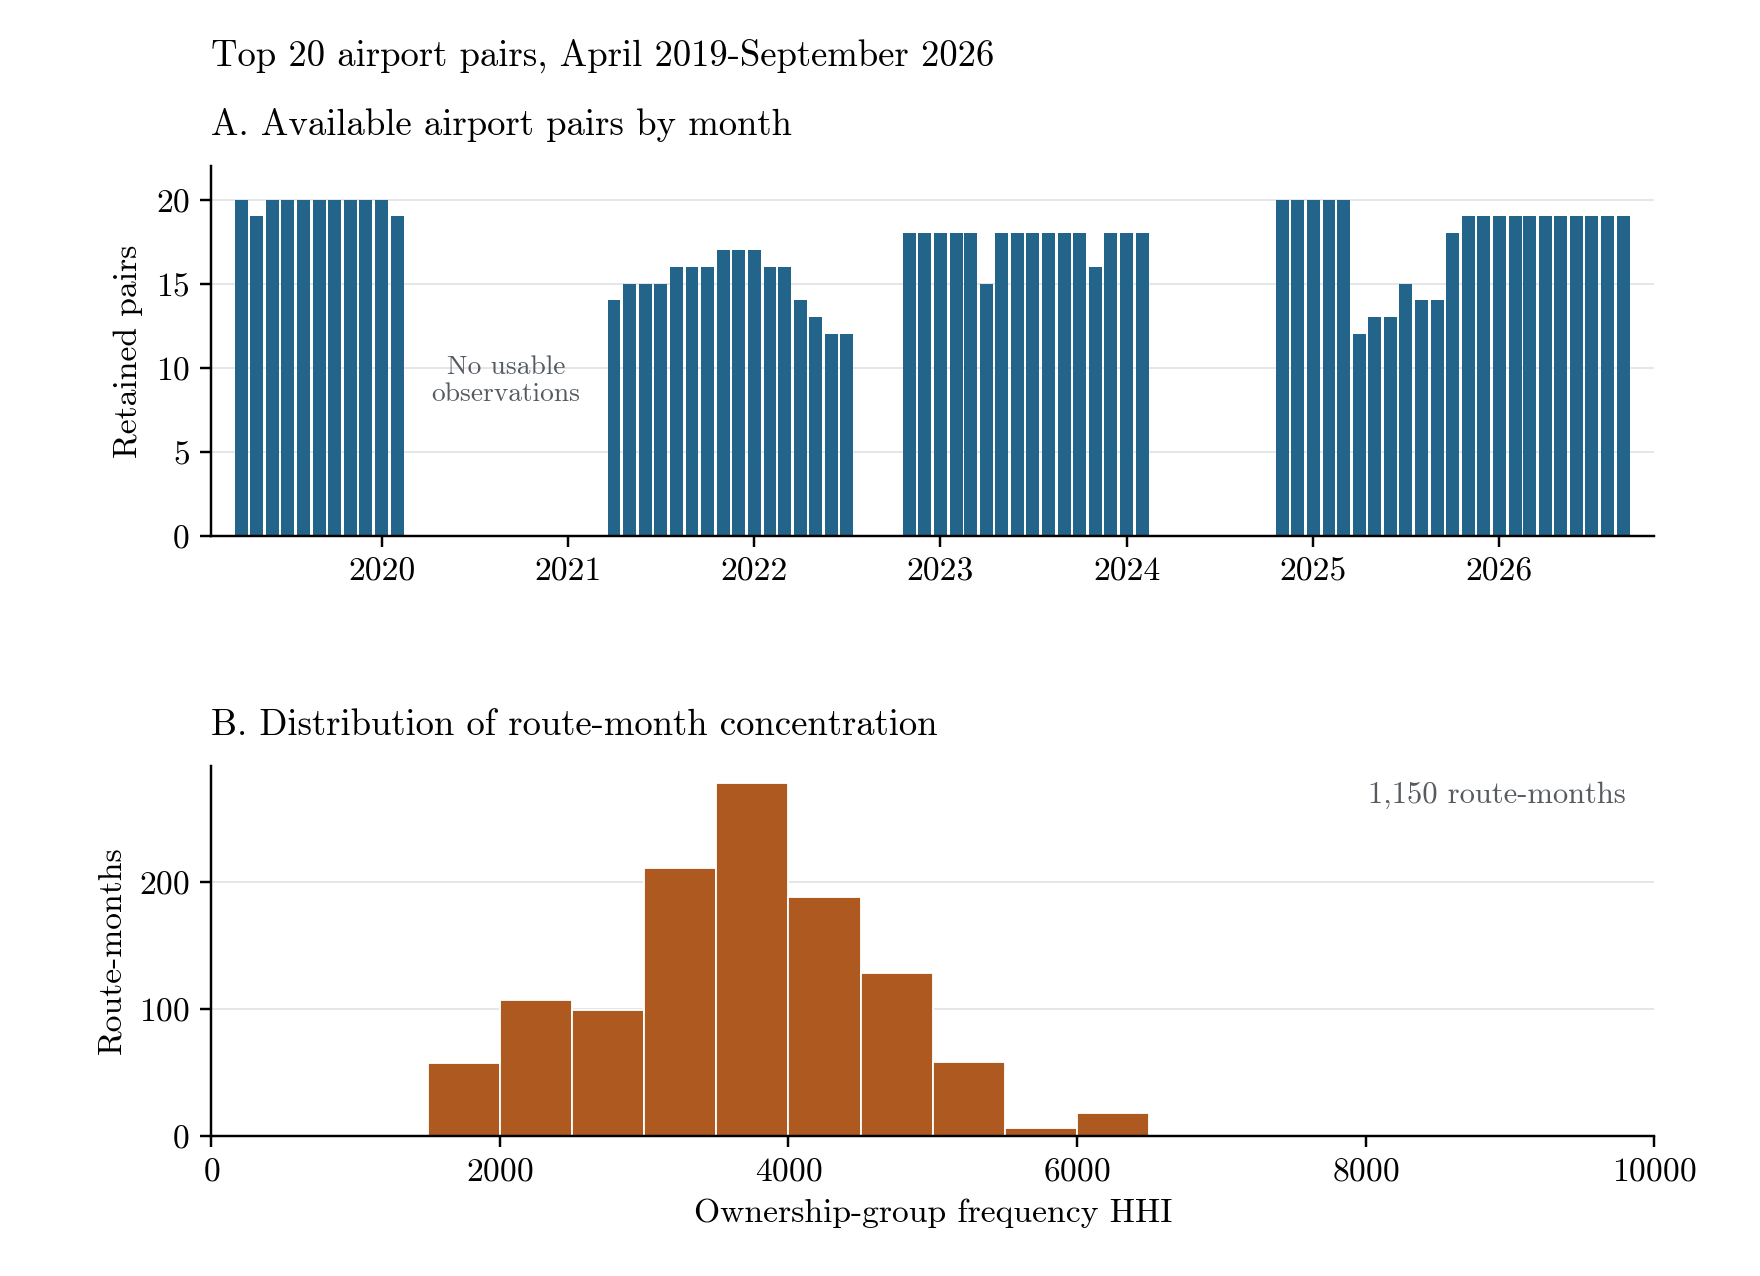 Top 20 airport pairs, April 2019-September 2026
A. Available airport pairs by month
Retained pairs
20
15
10
5
0
No usable
observations
2020 2021 2022 2023 2024 2025 2026
B. Distribution of route-month concentration
1,150 route-months
Route-months
200
100
0
0 2000 4000 6000 8000 10000
Ownership-group frequency HHI